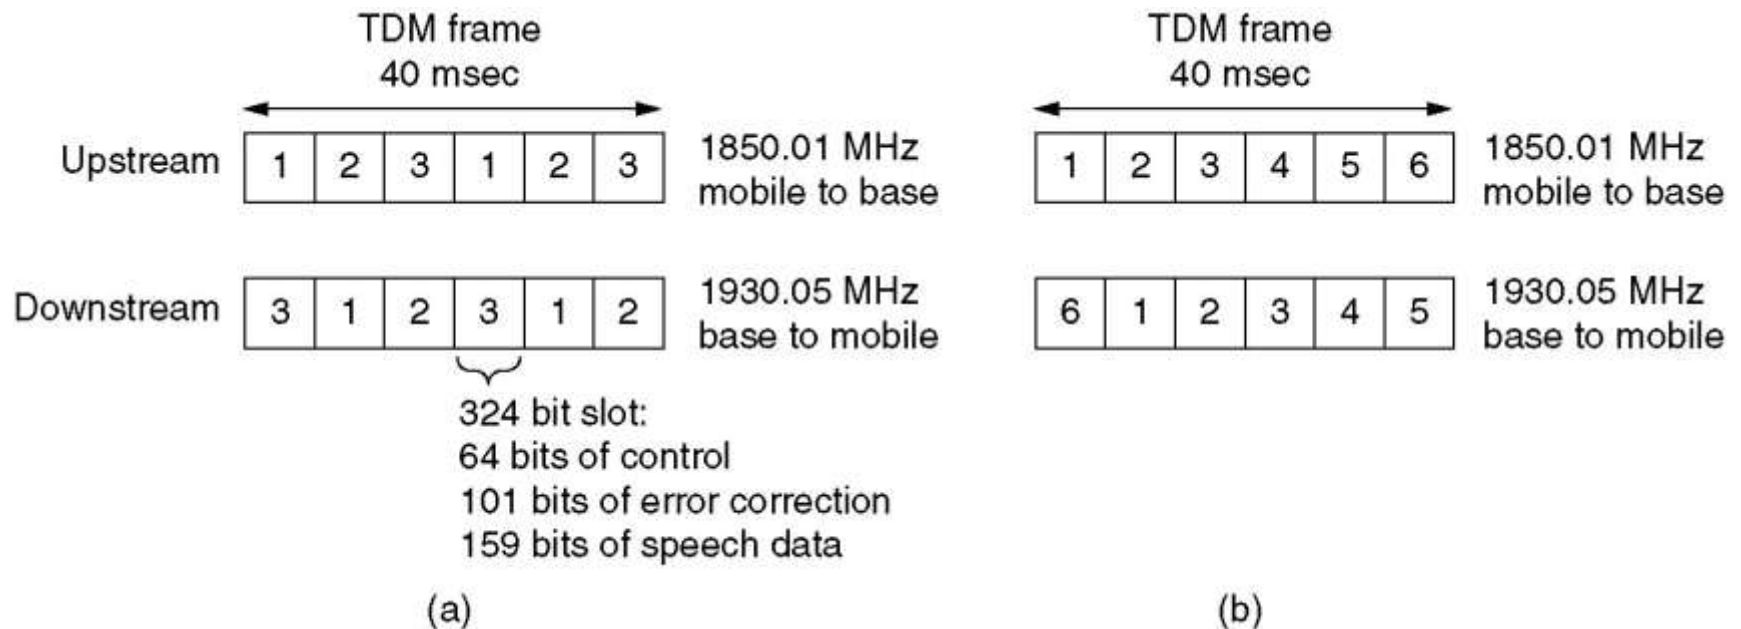 TDM frame
40 msec
Upstream
1 2 3 1 2 3
1850.01 MHz
mobile to base
Downstream
3 1 2 3 1 2
1930.05 MHz
base to mobile
324 bit slot:
64 bits of control
101 bits of error correction
159 bits of speech data
(a)
TDM frame
40 msec
1 2 3 4 5 6
1850.01 MHz
mobile to base
6 1 2 3 4 5
1930.05 MHz
base to mobile
(b)